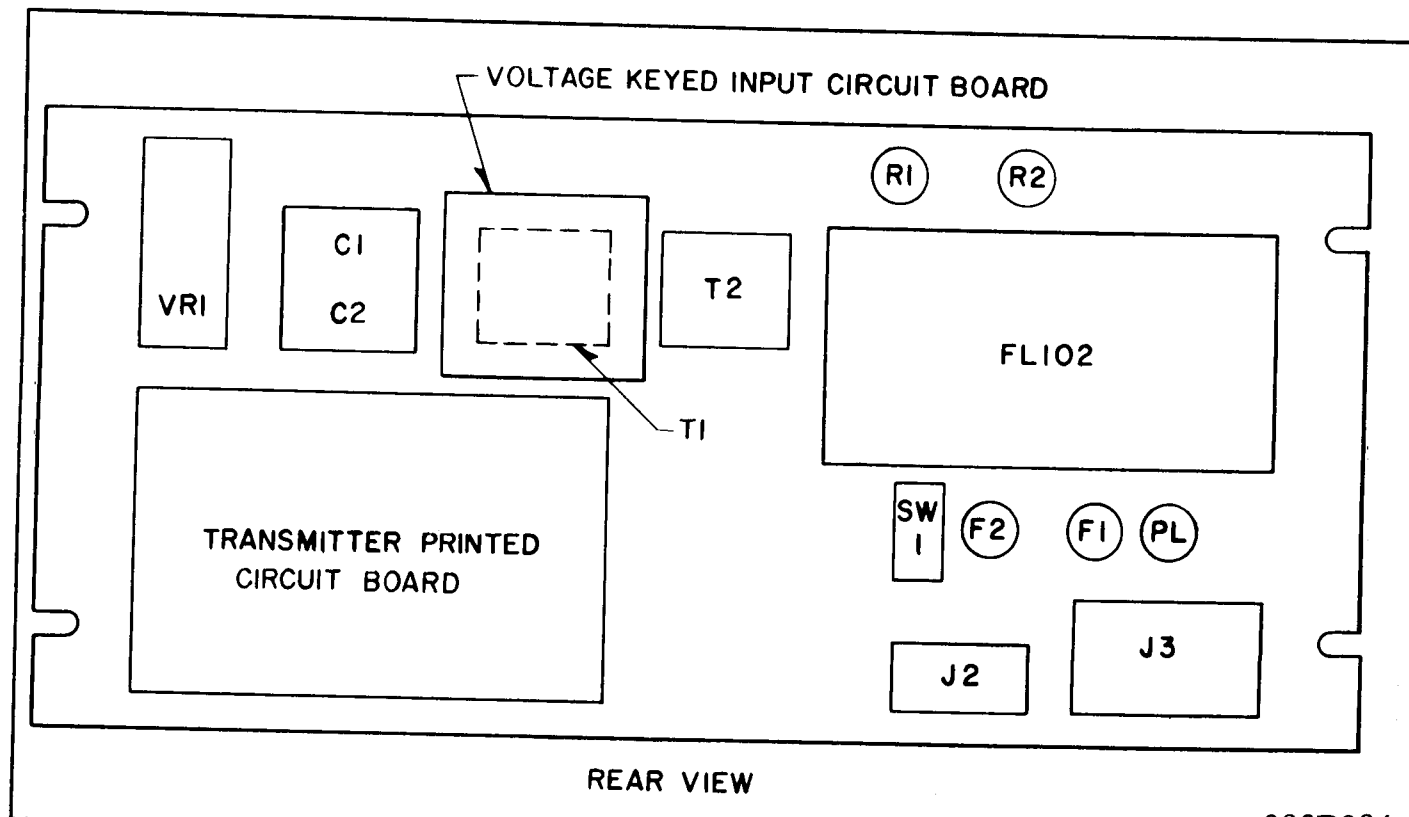 VOLTAGE KEYED INPUT CIRCUIT BOARD
R1
R2
C1
C2
VR1
T2
FL102
T1
TRANSMITTER PRINTED
CIRCUIT BOARD
SW
1
F2
F1
PL
J2
J3
REAR VIEW